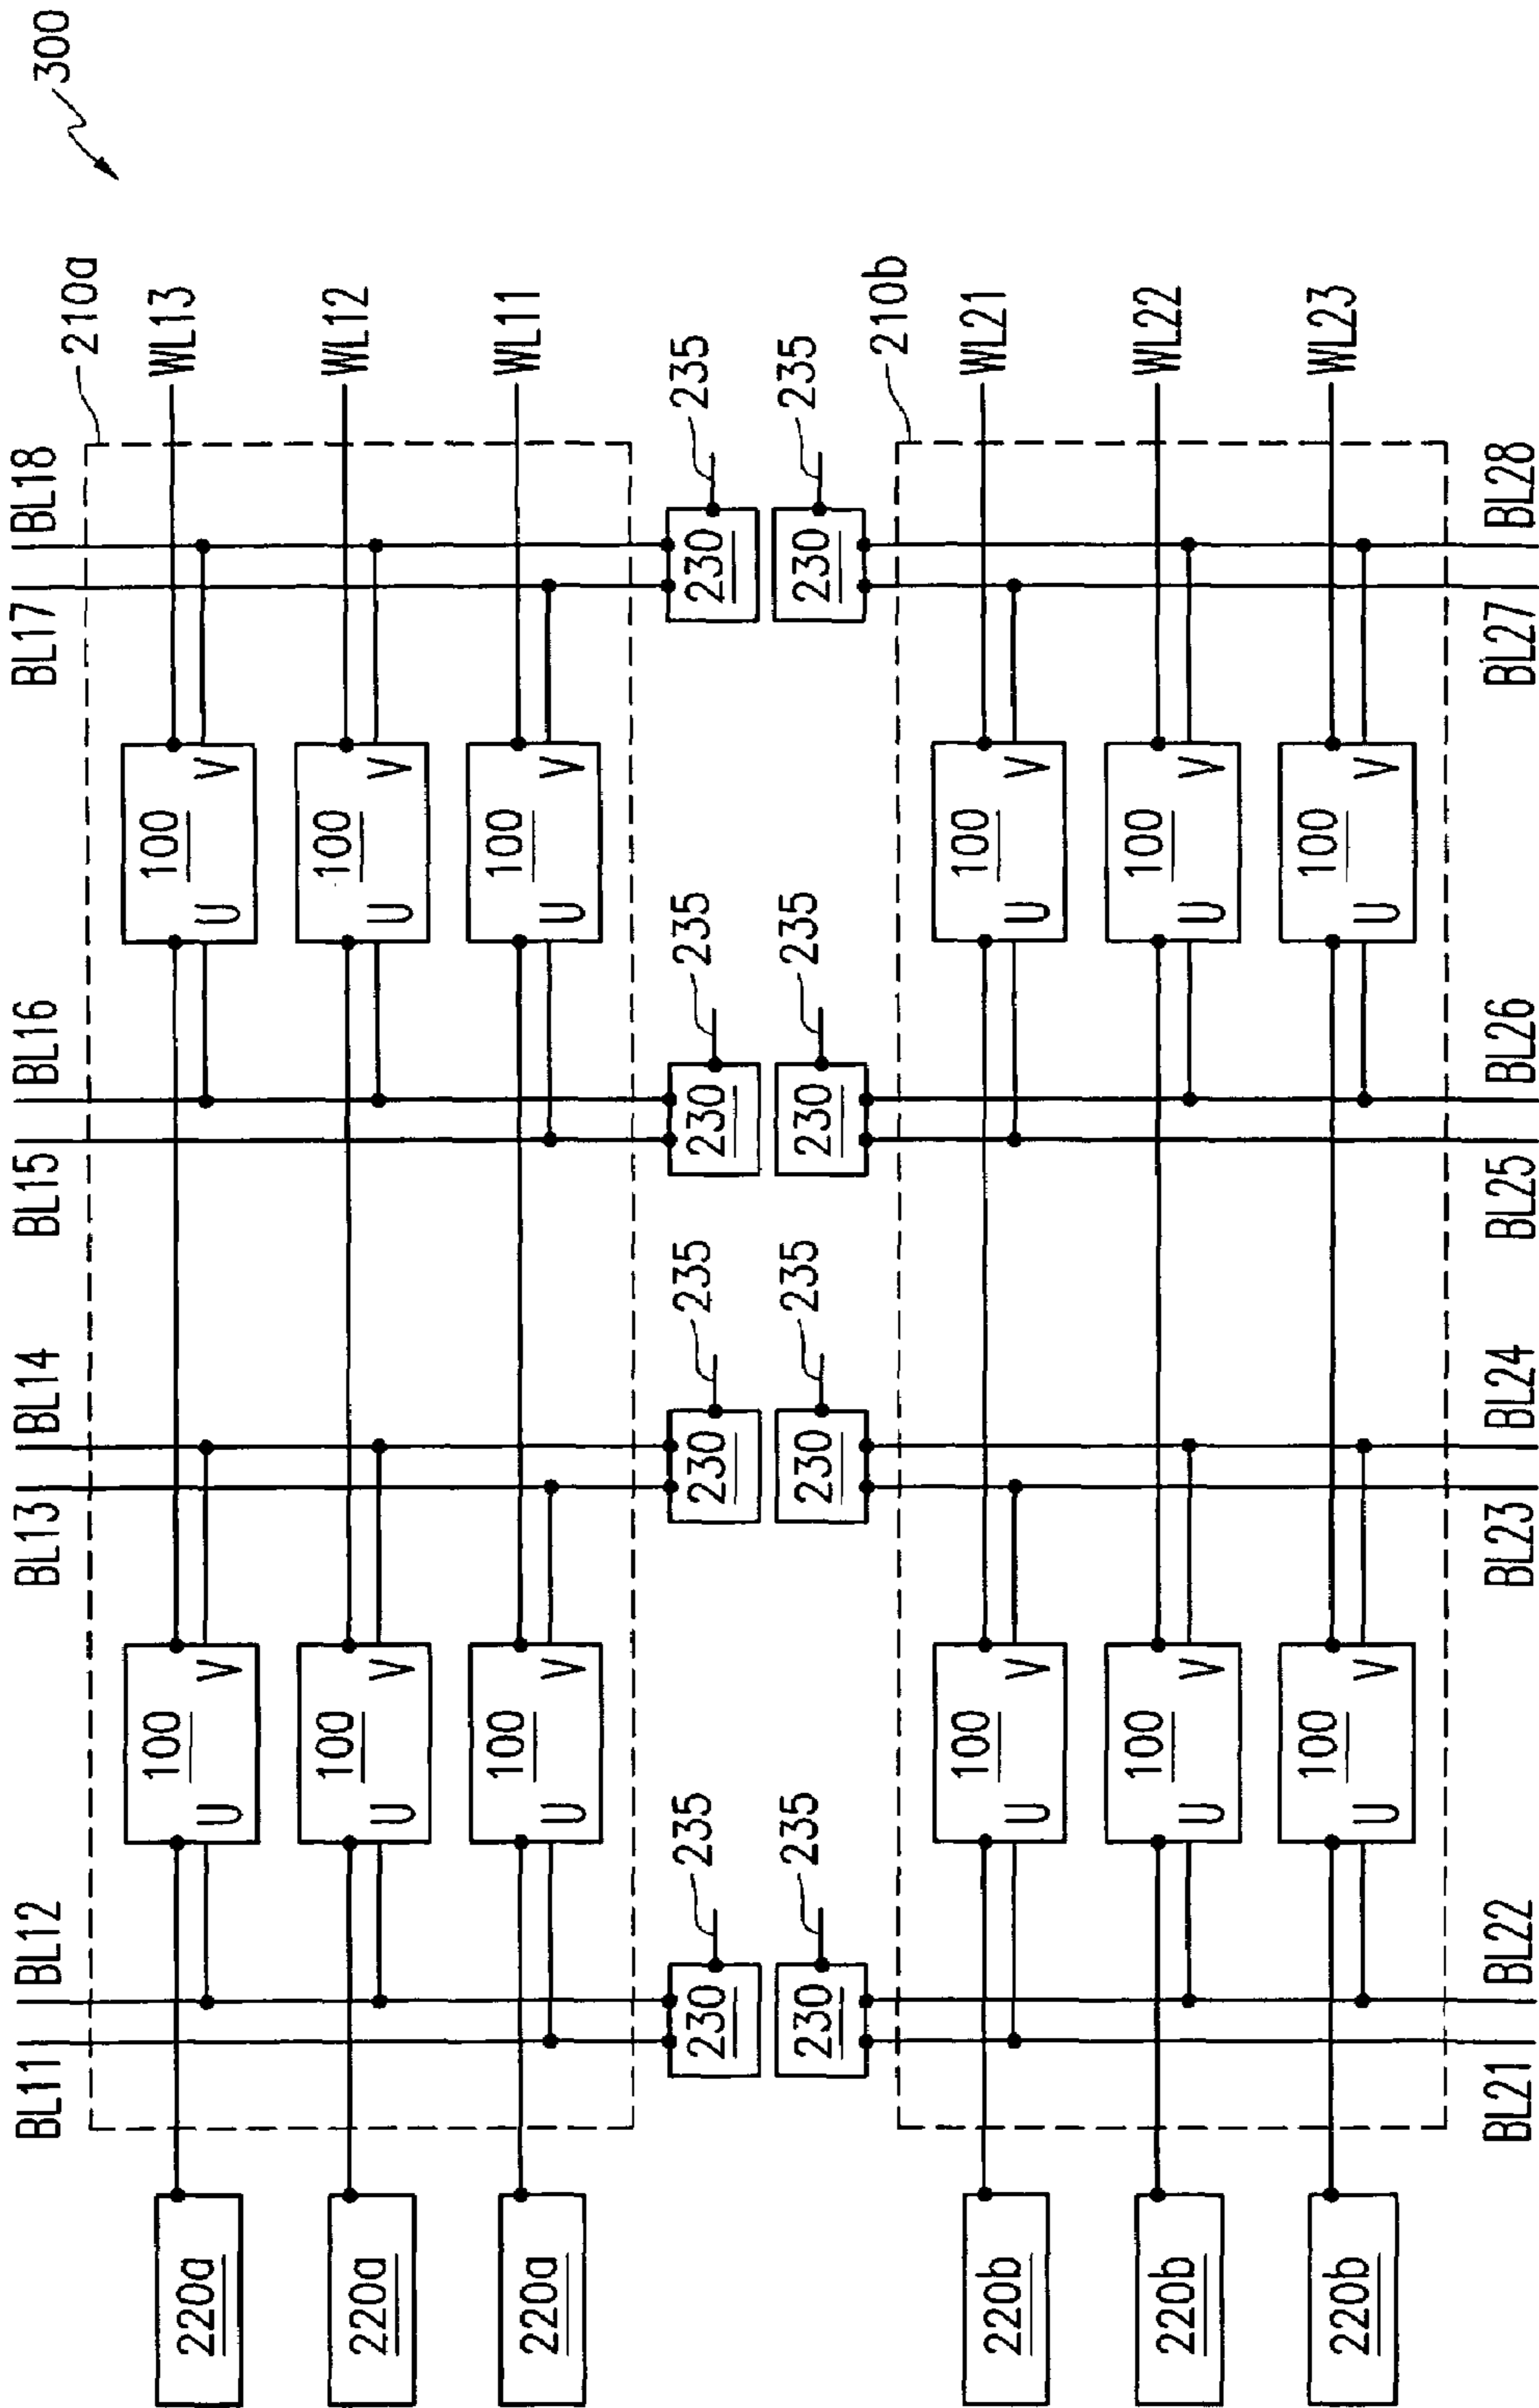 300
BL11 BL12 BL13 BL14 BL15 BL16 BL17 BL18
210a
220a U 100 V U 100 V WL13
220a U 100 V U 100 V WL12
220a U 100 V U 100 V WL11
230 235 230 235 230 235 230 235
230 235 230 235 230 235 230 235
210b
220b U 100 V U 100 V WL21
220b U 100 V U 100 V WL22
220b U 100 V U 100 V WL23
BL21 BL22 BL23 BL24 BL25 BL26 BL27 BL28